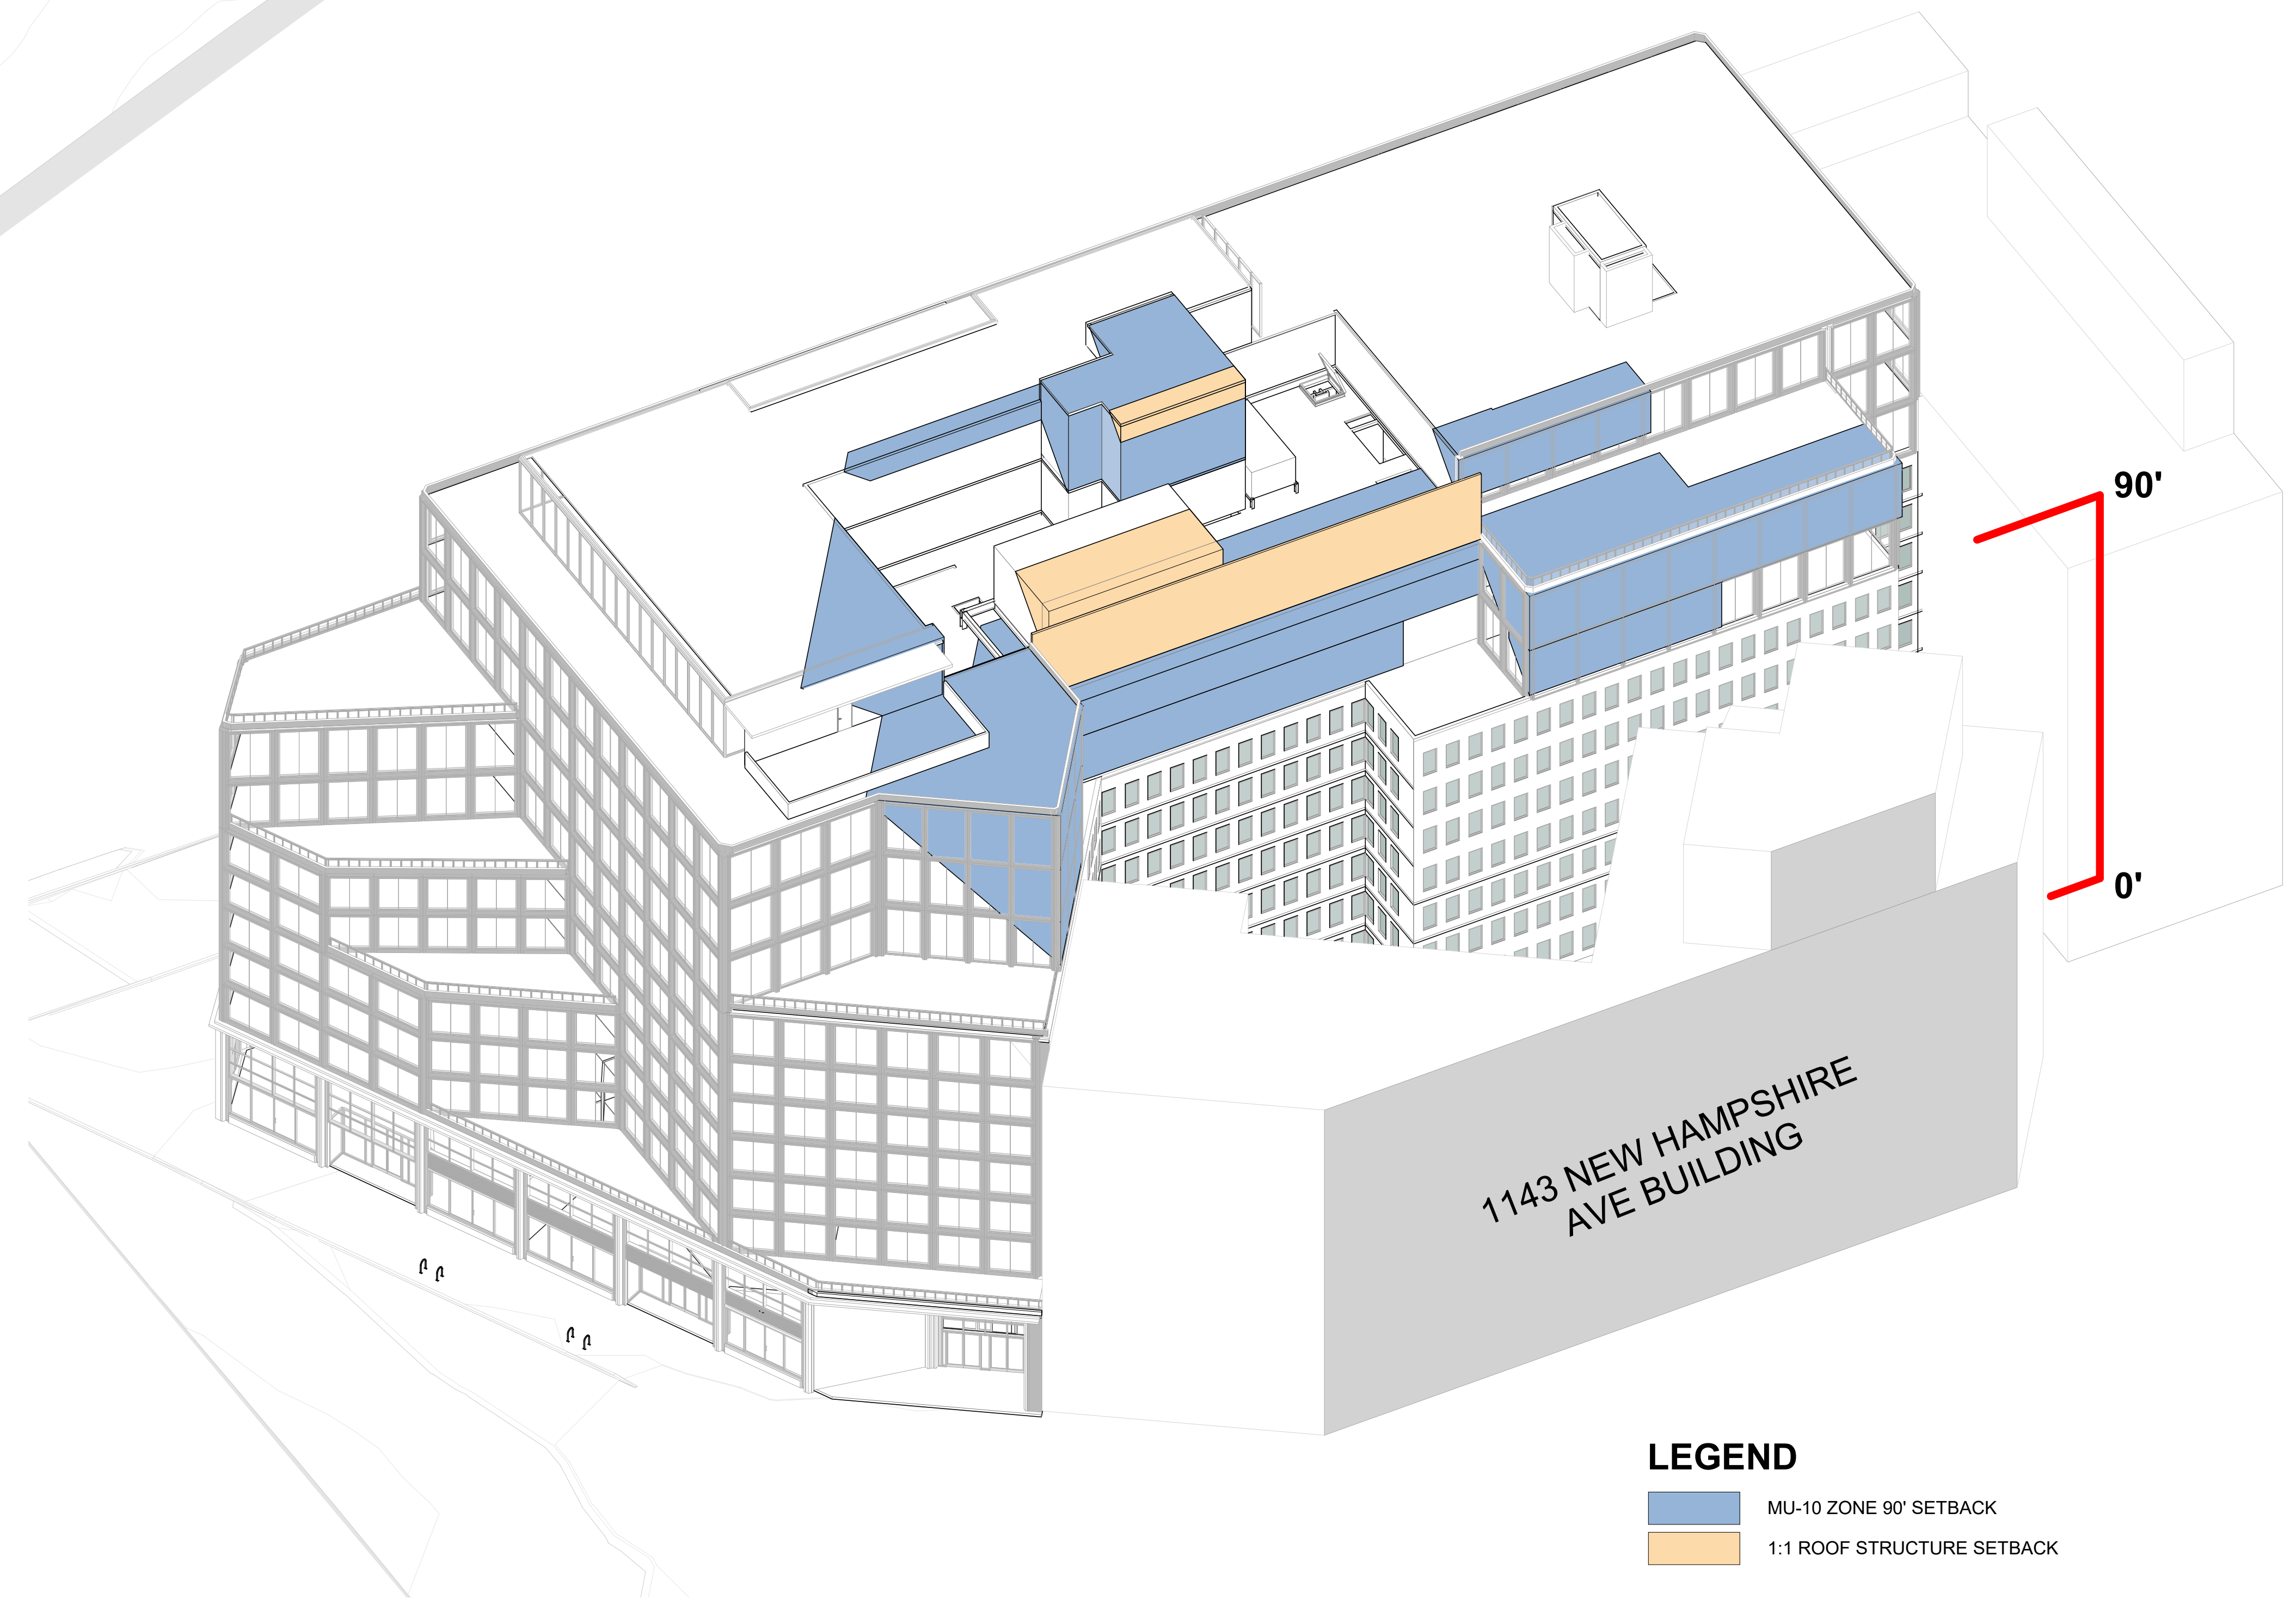 90'
0'
1143 NEW HAMPSHIRE
AVE BUILDING
LEGEND
MU-10 ZONE 90' SETBACK
1:1 ROOF STRUCTURE SETBACK